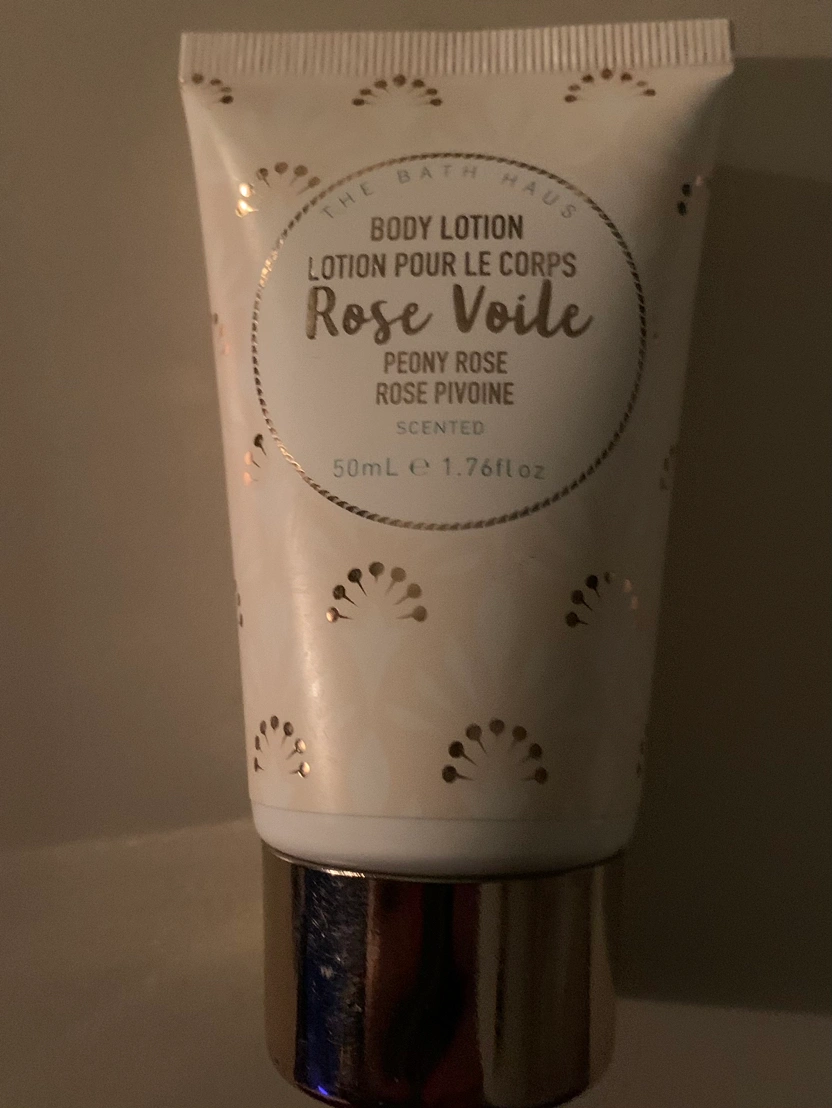 THE BATH HAUS
BODY LOTION
LOTION POUR LE CORPS
Rose Voile
PEONY ROSE
ROSE PIVOINE
SCENTED
50mL ℮ 1.76fl oz